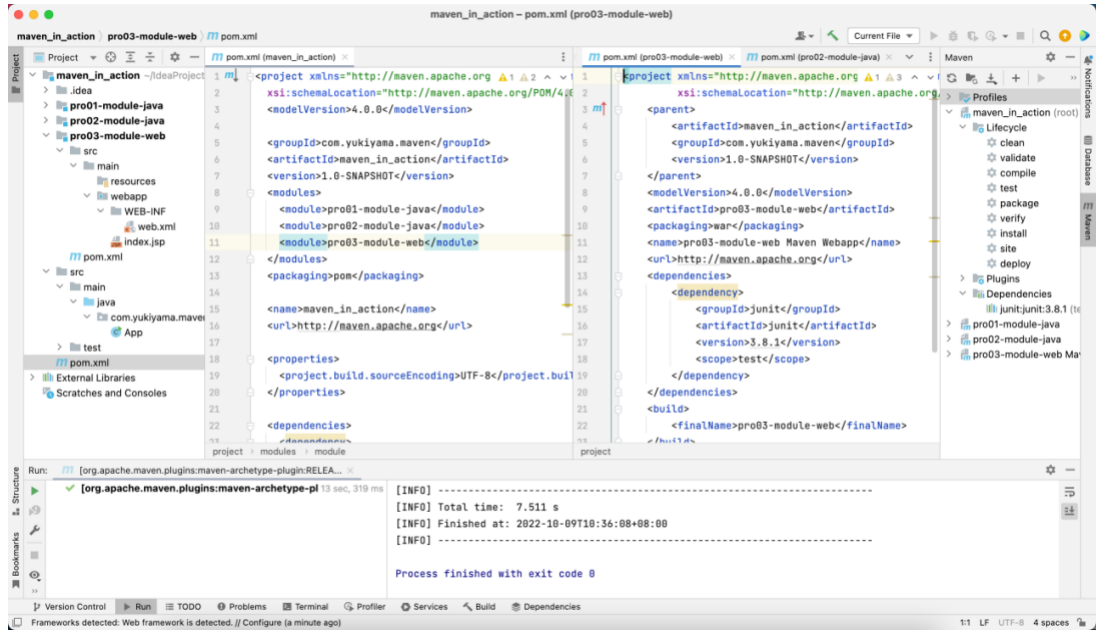 maven_in_action – pom.xml (pro03-module-web)
maven_in_action
pro03-module-web
pom.xml
Current File
Project
Project
pom.xml (maven_in_action)
pom.xml (pro03-module-web)
pom.xml (pro02-module-java)
Maven
Notifications
Database
Maven
maven_in_action ~/IdeaProject
.idea
pro01-module-java
pro02-module-java
pro03-module-web
src
main
resources
webapp
WEB-INF
web.xml
index.jsp
pom.xml
src
main
java
com.yukiyama.maven
App
test
pom.xml
External Libraries
Scratches and Consoles
1 <project xmlns="http://maven.apache.org 1 2
2 xsi:schemaLocation="http://maven.apache.org/POM/4.0
3 <modelVersion>4.0.0</modelVersion>
4
5 <groupId>com.yukiyama.maven</groupId>
6 <artifactId>maven_in_action</artifactId>
7 <version>1.0-SNAPSHOT</version>
8 <modules>
9 <module>pro01-module-java</module>
10 <module>pro02-module-java</module>
11 <module>pro03-module-web</module>
12 </modules>
13 <packaging>pom</packaging>
14
15 <name>maven_in_action</name>
16 <url>http://maven.apache.org</url>
17
18 <properties>
19 <project.build.sourceEncoding>UTF-8</project.buil
20 </properties>
21
22 <dependencies>
23 <dependency>
project
modules
module
1 <project xmlns="http://maven.apache.org 1 3
2 xsi:schemaLocation="http://maven.apache.org
3 <parent>
4 <artifactId>maven_in_action</artifactId>
5 <groupId>com.yukiyama.maven</groupId>
6 <version>1.0-SNAPSHOT</version>
7 </parent>
8 <modelVersion>4.0.0</modelVersion>
9 <artifactId>pro03-module-web</artifactId>
10 <packaging>war</packaging>
11 <name>pro03-module-web Maven Webapp</name>
12 <url>http://maven.apache.org</url>
13 <dependencies>
14 <dependency>
15 <groupId>junit</groupId>
16 <artifactId>junit</artifactId>
17 <version>3.8.1</version>
18 <scope>test</scope>
19 </dependency>
20 </dependencies>
21 <build>
22 <finalName>pro03-module-web</finalName>
23 </build>
project
Profiles
maven_in_action (root)
Lifecycle
clean
validate
compile
test
package
verify
install
site
deploy
Plugins
Dependencies
junit:junit:3.8.1 (te
pro01-module-java
pro02-module-java
pro03-module-web Mav
Run:
[org.apache.maven.plugins:maven-archetype-plugin:RELEA...
[org.apache.maven.plugins:maven-archetype-pl 13 sec, 319 ms
[INFO] ------------------------------------------------------------------------
[INFO] Total time: 7.511 s
[INFO] Finished at: 2022-10-09T10:36:08+08:00
[INFO] ------------------------------------------------------------------------
Process finished with exit code 0
Structure
Bookmarks
Version Control
Run
TODO
Problems
Terminal
Profiler
Services
Build
Dependencies
Frameworks detected: Web framework is detected. // Configure (a minute ago)
1:1 LF UTF-8 4 spaces